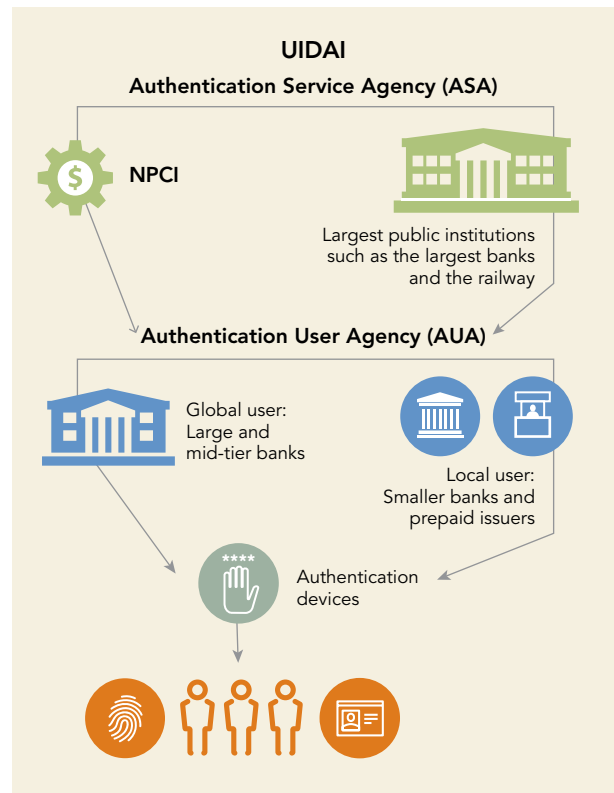 UIDAI
Authentication Service Agency (ASA)
$
NPCI
Largest public institutions
such as the largest banks
and the railway
Authentication User Agency (AUA)
Global user:
Large and
mid-tier banks
Local user:
Smaller banks and
prepaid issuers
****
Authentication
devices